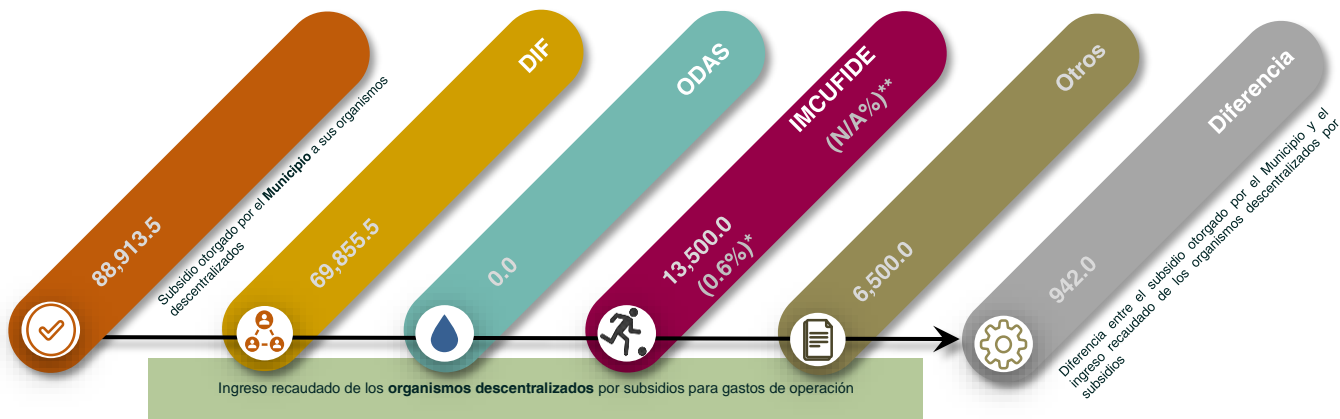 88,913.5
Subsidio otorgado por el Municipio a sus organismos
descentralizados
DIF
69,855.5
ODAS
0.0
IMCUFIDE
(N/A%)**
13,500.0
(0.6%)*
Otros
6,500.0
Diferencia
942.0
Diferencia entre el subsidio otorgado por el Municipio y el
ingreso recaudado de los organismos descentralizados por
subsidios
Ingreso recaudado de los organismos descentralizados por subsidios para gastos de operación